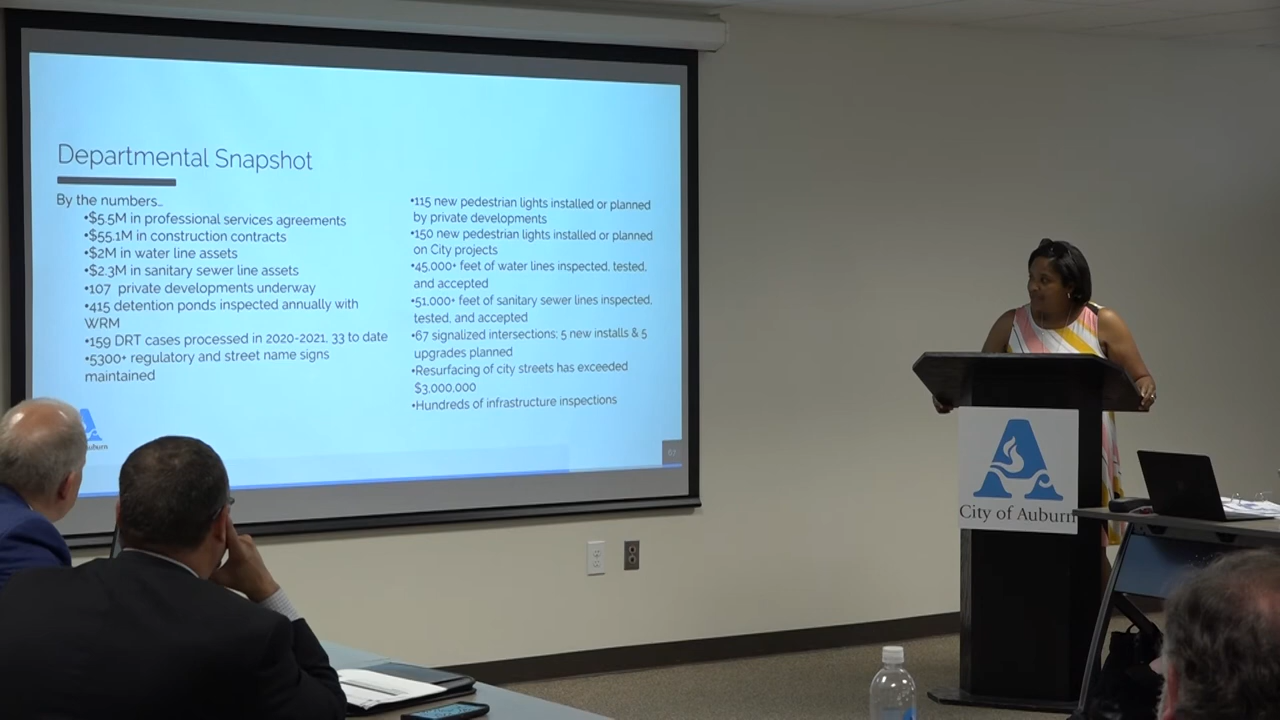 Departmental Snapshot
By the numbers…
•$5.5M in professional services agreements
•$55.1M in construction contracts
•$2M in water line assets
•$2.3M in sanitary sewer line assets
•107 private developments underway
•415 detention ponds inspected annually with
WRM
•159 DRT cases processed in 2020-2021. 33 to date
•5300+ regulatory and street name signs
maintained
•115 new pedestrian lights installed or planned
by private developments
•150 new pedestrian lights installed or planned
on City projects
•45,000+ feet of water lines inspected, tested,
and accepted
•51,000+ feet of sanitary sewer lines inspected,
tested, and accepted
•67 signalized intersections; 5 new installs & 5
upgrades planned
•Resurfacing of city streets has exceeded
$3,000,000
•Hundreds of infrastructure inspections
07
City of Auburn